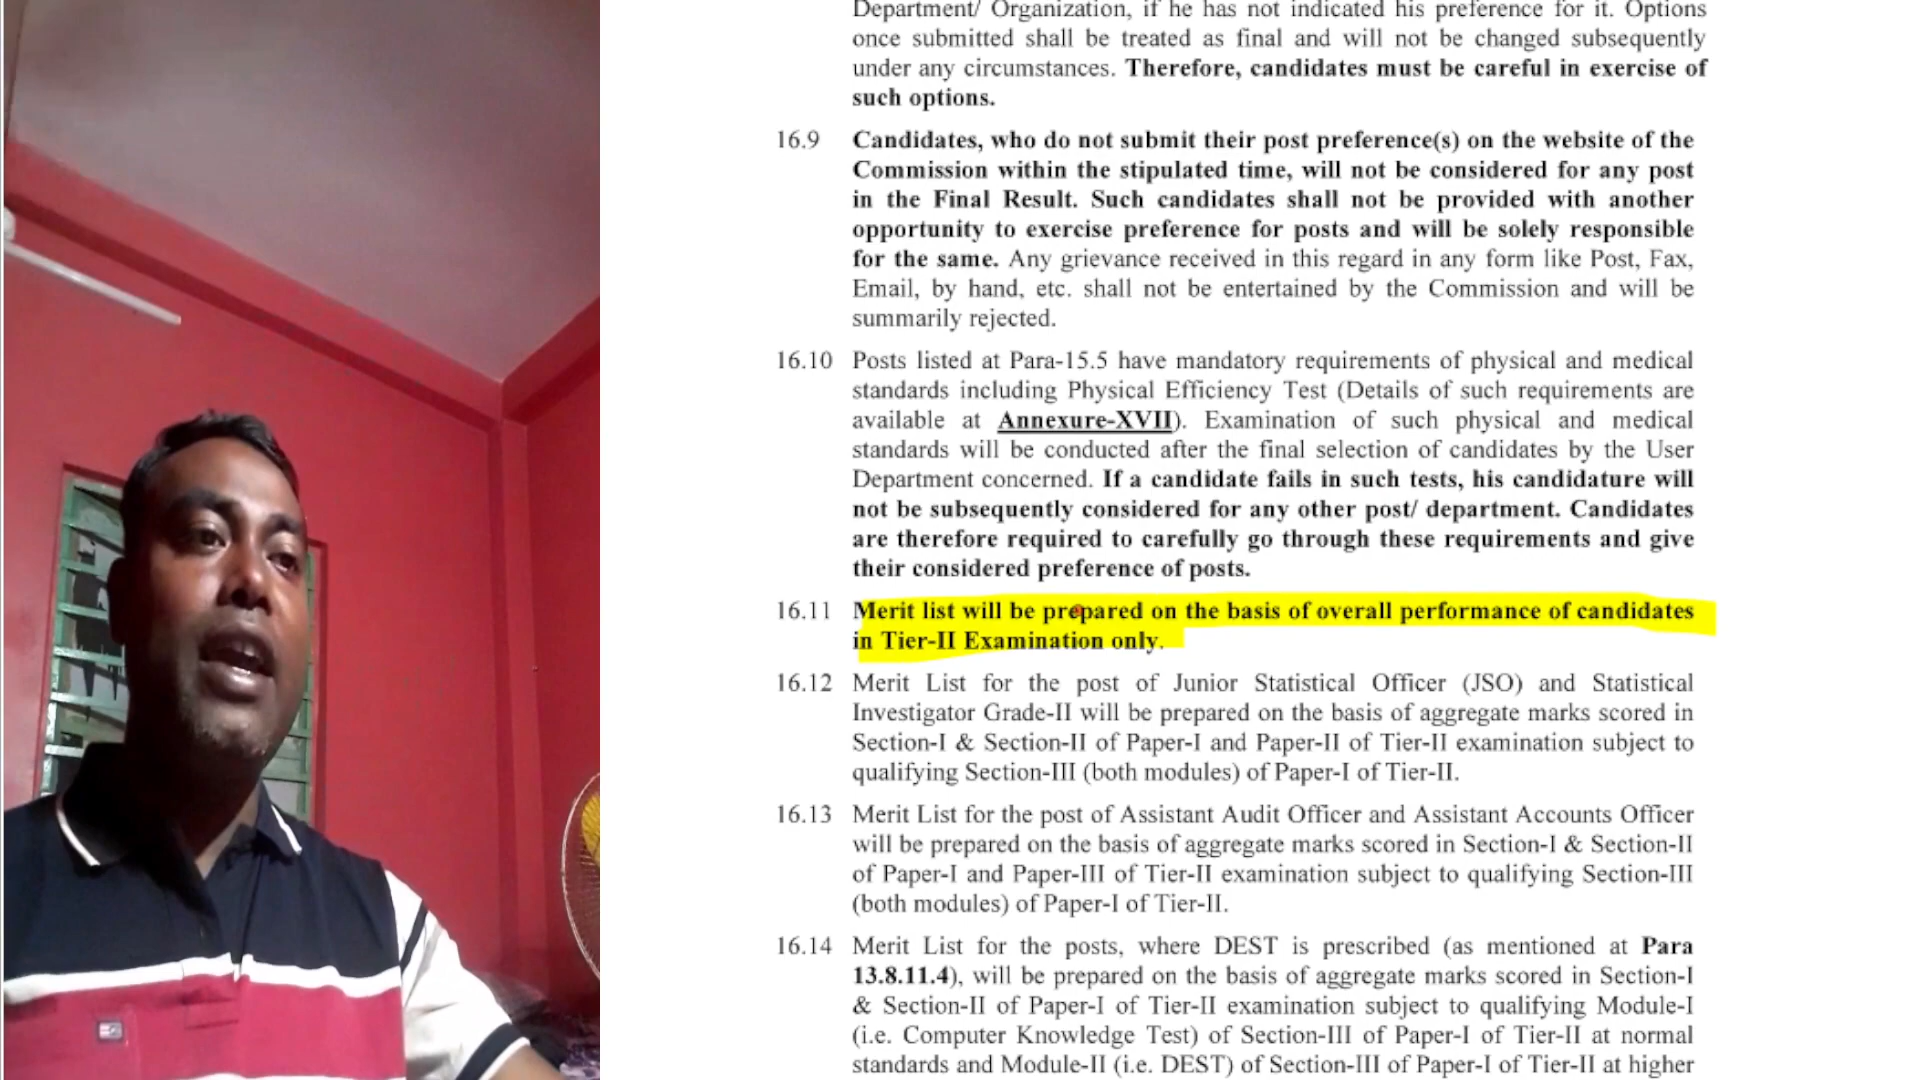 Department/ Organization, if he has not indicated his preference for it. Options
once submitted shall be treated as final and will not be changed subsequently
under any circumstances. Therefore, candidates must be careful in exercise of
such options.
16.9 Candidates, who do not submit their post preference(s) on the website of the
Commission within the stipulated time, will not be considered for any post
in the Final Result. Such candidates shall not be provided with another
opportunity to exercise preference for posts and will be solely responsible
for the same. Any grievance received in this regard in any form like Post, Fax,
Email, by hand, etc. shall not be entertained by the Commission and will be
summarily rejected.
16.10 Posts listed at Para-15.5 have mandatory requirements of physical and medical
standards including Physical Efficiency Test (Details of such requirements are
available at Annexure-XVII). Examination of such physical and medical
standards will be conducted after the final selection of candidates by the User
Department concerned. If a candidate fails in such tests, his candidature will
not be subsequently considered for any other post/ department. Candidates
are therefore required to carefully go through these requirements and give
their considered preference of posts.
16.11 Merit list will be prepared on the basis of overall performance of candidates
in Tier-II Examination only.
16.12 Merit List for the post of Junior Statistical Officer (JSO) and Statistical
Investigator Grade-II will be prepared on the basis of aggregate marks scored in
Section-I & Section-II of Paper-I and Paper-II of Tier-II examination subject to
qualifying Section-III (both modules) of Paper-I of Tier-II.
16.13 Merit List for the post of Assistant Audit Officer and Assistant Accounts Officer
will be prepared on the basis of aggregate marks scored in Section-I & Section-II
of Paper-I and Paper-III of Tier-II examination subject to qualifying Section-III
(both modules) of Paper-I of Tier-II.
16.14 Merit List for the posts, where DEST is prescribed (as mentioned at Para
13.8.11.4), will be prepared on the basis of aggregate marks scored in Section-I
& Section-II of Paper-I of Tier-II examination subject to qualifying Module-I
(i.e. Computer Knowledge Test) of Section-III of Paper-I of Tier-II at normal
standards and Module-II (i.e. DEST) of Section-III of Paper-I of Tier-II at higher